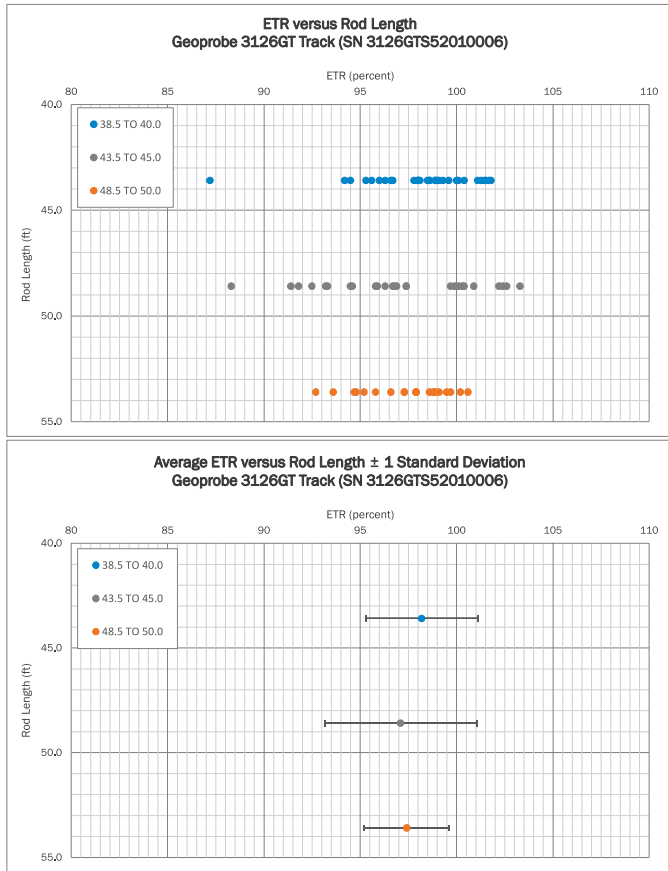 ETR versus Rod Length
Geoprobe 3126GT Track (SN 3126GTS52010006)
ETR (percent)
80 85 90 95 100 105 110
40.0
45.0
50.0
55.0
Rod Length (ft)
38.5 TO 40.0
43.5 TO 45.0
48.5 TO 50.0
Average ETR versus Rod Length ± 1 Standard Deviation
Geoprobe 3126GT Track (SN 3126GTS52010006)
ETR (percent)
80 85 90 95 100 105 110
40.0
45.0
50.0
55.0
Rod Length (ft)
38.5 TO 40.0
43.5 TO 45.0
48.5 TO 50.0